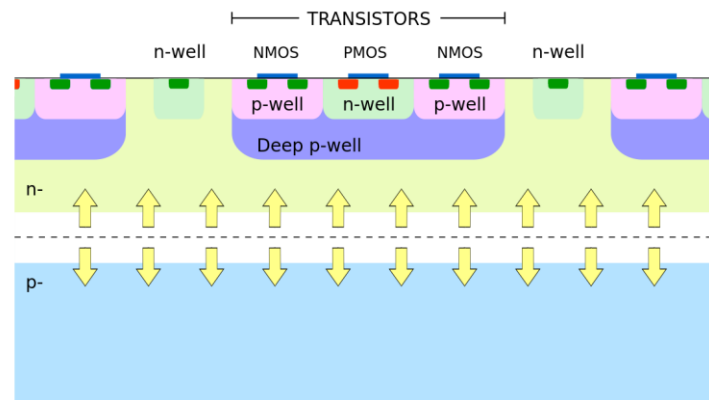 TRANSISTORS
n-well NMOS PMOS NMOS n-well
p-well n-well p-well
Deep p-well
n-
p-